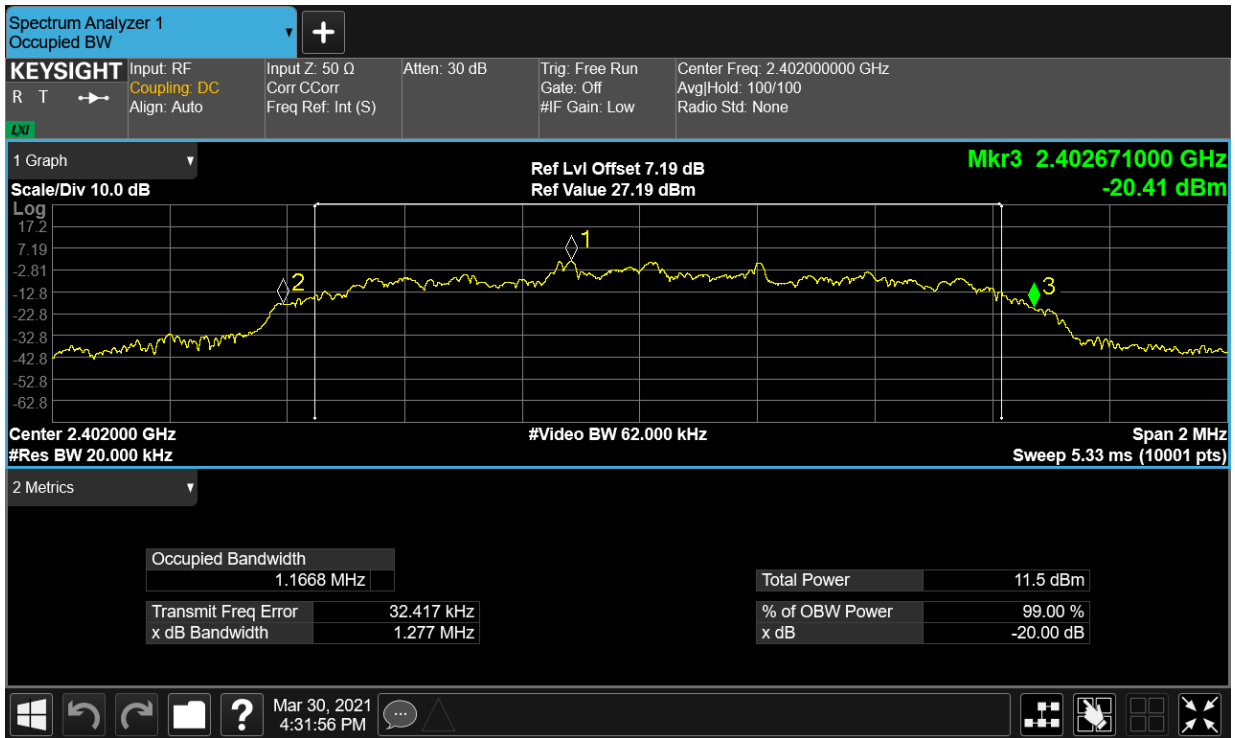 Spectrum Analyzer 1
Occupied BW
KEYSIGHT
R T
LXI
Input: RF
Coupling: DC
Align: Auto
Input Z: 50 Ω
Corr CCorr
Freq Ref: Int (S)
Atten: 30 dB
Trig: Free Run
Gate: Off
#IF Gain: Low
Center Freq: 2.402000000 GHz
Avg|Hold: 100/100
Radio Std: None
1 Graph
Ref Lvl Offset 7.19 dB
Mkr3 2.402671000 GHz
Scale/Div 10.0 dB
Ref Value 27.19 dBm
-20.41 dBm
Log
17.2
7.19
-2.81
-12.8
-22.8
-32.8
-42.8
-52.8
-62.8
1
2
3
Center 2.402000 GHz
#Video BW 62.000 kHz
Span 2 MHz
#Res BW 20.000 kHz
Sweep 5.33 ms (10001 pts)
2 Metrics
Occupied Bandwidth
1.1668 MHz
Total Power 11.5 dBm
Transmit Freq Error 32.417 kHz
% of OBW Power 99.00 %
x dB Bandwidth 1.277 MHz
x dB -20.00 dB
?
Mar 30, 2021
4:31:56 PM